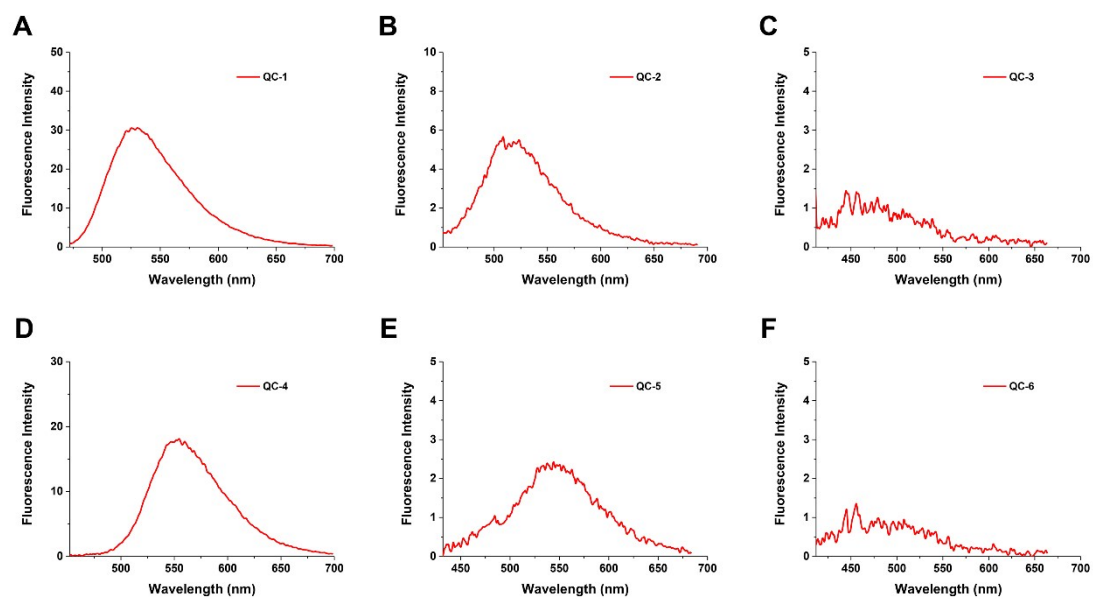 A
50
40
30
20
10
0
Fluorescence Intensity
QC-1
500 550 600 650 700
Wavelength (nm)
B
10
8
6
4
2
0
Fluorescence Intensity
QC-2
500 550 600 650 700
Wavelength (nm)
C
5
4
3
2
1
0
Fluorescence Intensity
QC-3
450 500 550 600 650 700
Wavelength (nm)
D
30
20
10
0
Fluorescence Intensity
QC-4
500 550 600 650 700
Wavelength (nm)
E
5
4
3
2
1
0
Fluorescence Intensity
QC-5
450 500 550 600 650 700
Wavelength (nm)
F
5
4
3
2
1
0
Fluorescence Intensity
QC-6
450 500 550 600 650 700
Wavelength (nm)